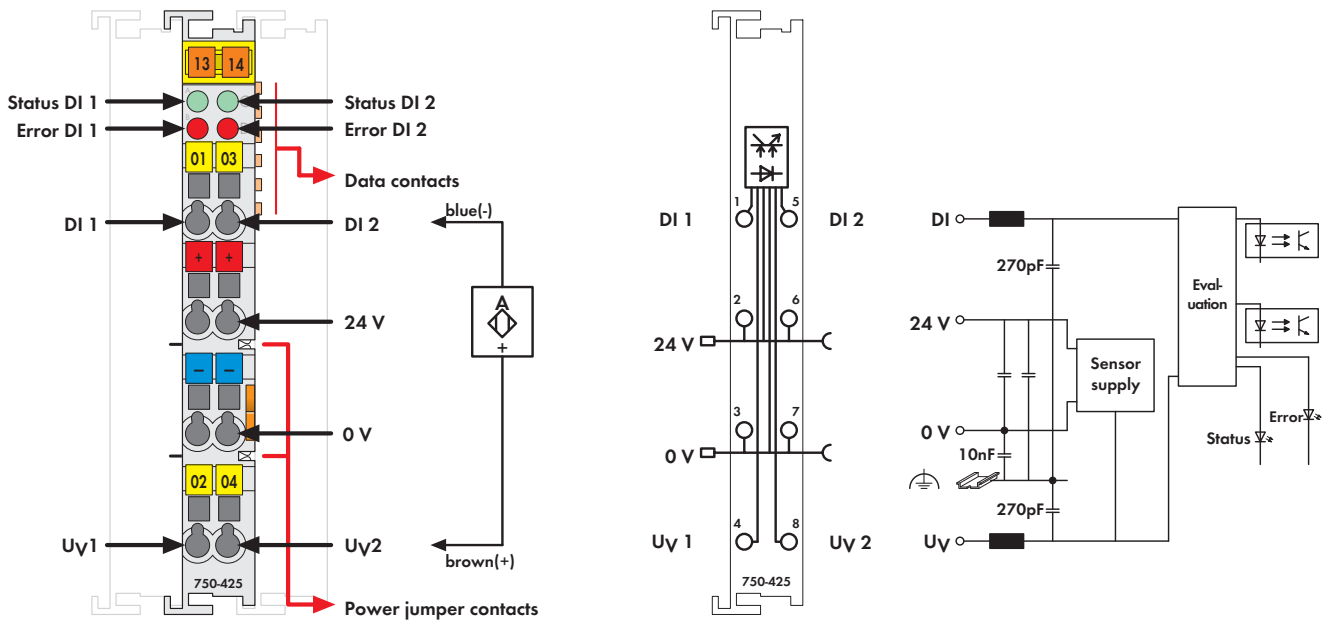 13 14
Status DI 1
Status DI 2
Error DI 1
Error DI 2
01 03
Data contacts
DI 1
DI 2
blue(-)
+ +
A
+
24 V
– –
0 V
02 04
UV1
UV2
brown(+)
750-425
Power jumper contacts
1 5
DI 1
DI 2
2 6
24 V
3 7
0 V
4 8
UV 1
UV 2
750-425
DI
270pF
Eval-
uation
24 V
Sensor
supply
Error
0 V
Status
10nF
270pF
UV